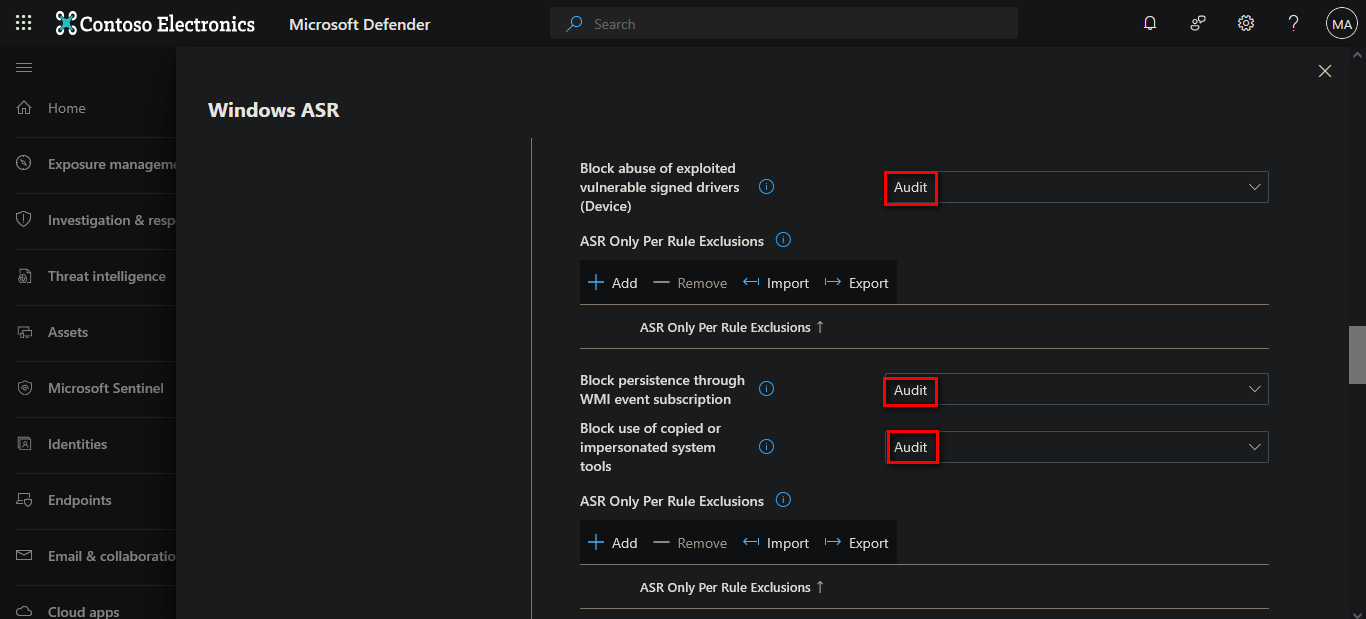 Contoso Electronics
Microsoft Defender
Search
MA
Home
Exposure manageme
Investigation & resp
Threat intelligence
Assets
Microsoft Sentinel
Identities
Endpoints
Email & collaboratio
Cloud apps
Windows ASR
Block abuse of exploited
vulnerable signed drivers
(Device)
Audit
ASR Only Per Rule Exclusions
Add Remove Import Export
ASR Only Per Rule Exclusions ↑
Block persistence through
WMI event subscription
Audit
Block use of copied or
impersonated system
tools
Audit
ASR Only Per Rule Exclusions
Add Remove Import Export
ASR Only Per Rule Exclusions ↑